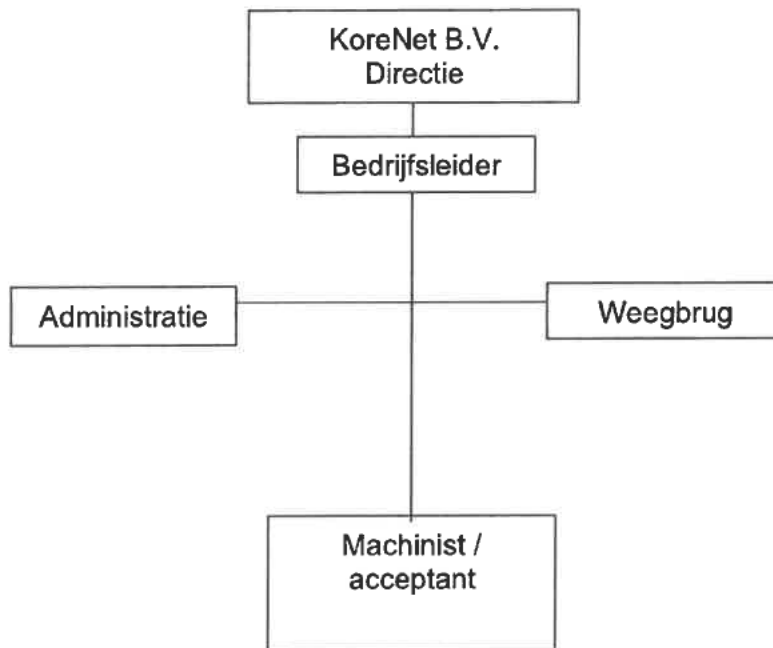 KoreNet B.V.
Directie
Bedrijfsleider
Administratie
Weegbrug
Machinist /
acceptant